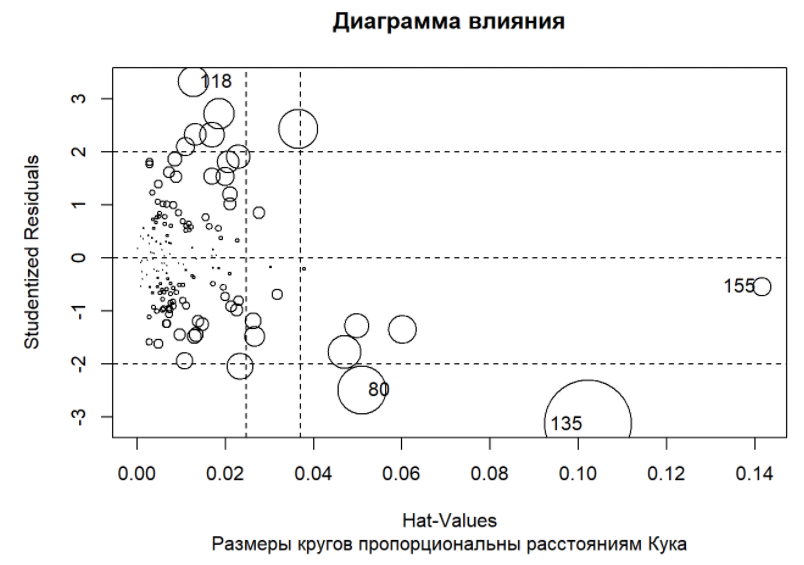 Диаграмма влияния
118
155
80
135
3
2
1
0
-1
-2
-3
Studentized Residuals
0.00 0.02 0.04 0.06 0.08 0.10 0.12 0.14
Hat-Values
Размеры кругов пропорциональны расстояниям Кука